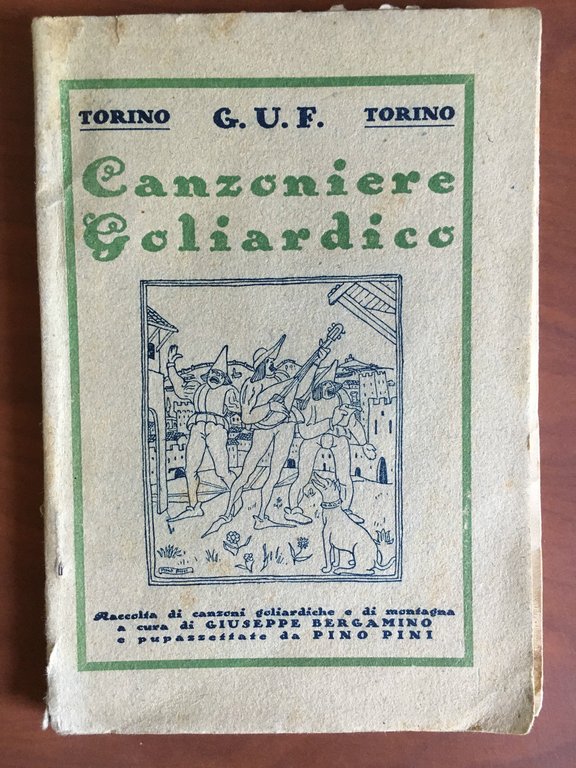 TORINO G. U. F. TORINO
Canzoniere
Goliardico
Raccolta di canzoni goliardiche e di montagna
a cura di GIUSEPPE BERGAMINO
e pupazzettate da PINO PINI